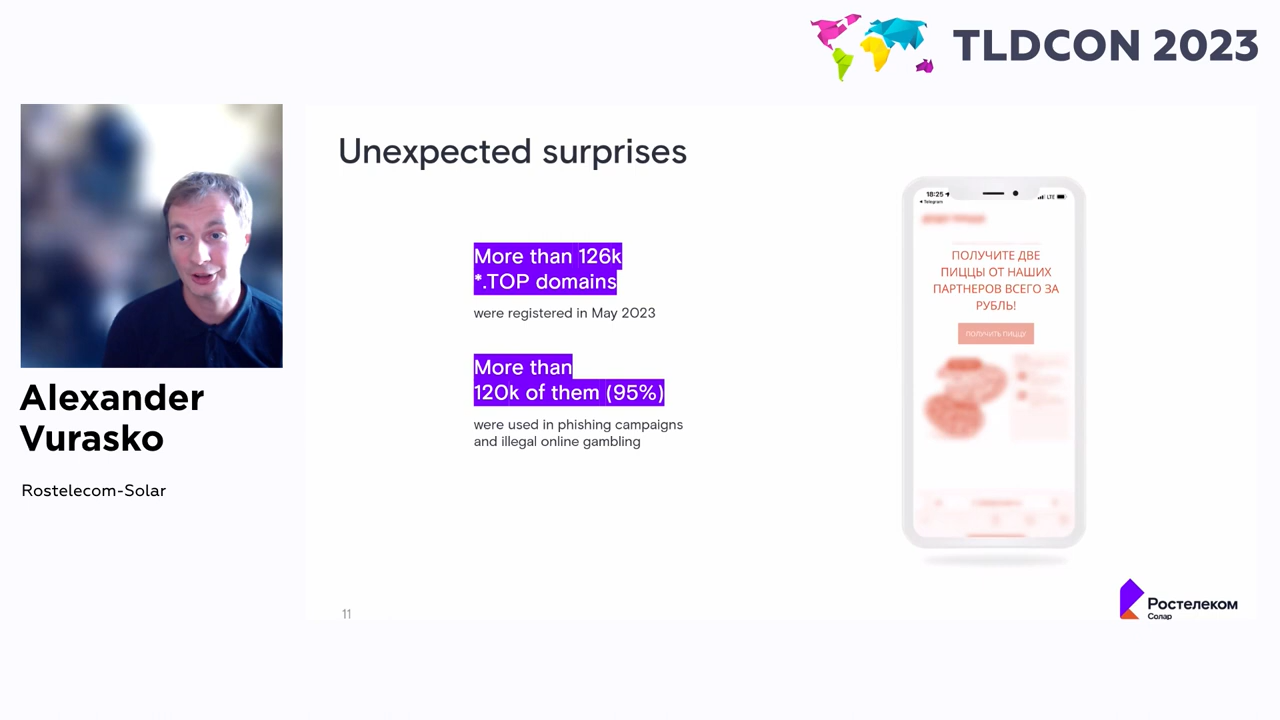 TLDCON 2023
Unexpected surprises
More than 126k
*.TOP domains
were registered in May 2023
More than
120k of them (95%)
were used in phishing campaigns
and illegal online gambling
18:25
LTE
Telegram
ПОЛУЧИТЕ ДВЕ
ПИЦЦЫ ОТ НАШИХ
ПАРТНЕРОВ ВСЕГО ЗА
РУБЛЬ!
ПОЛУЧИТЬ ПИЦЦУ
Alexander
Vurasko
Rostelecom-Solar
11
Ростелеком
Солар